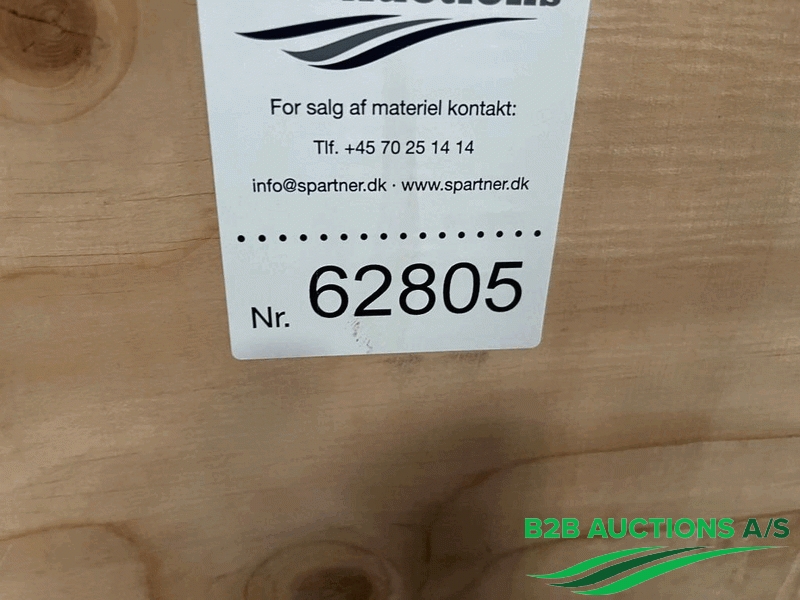 For salg af materiel kontakt:
Tlf. +45 70 25 14 14
info@spartner.dk · www.spartner.dk
Nr. 62805
B2B AUCTIONS A/S